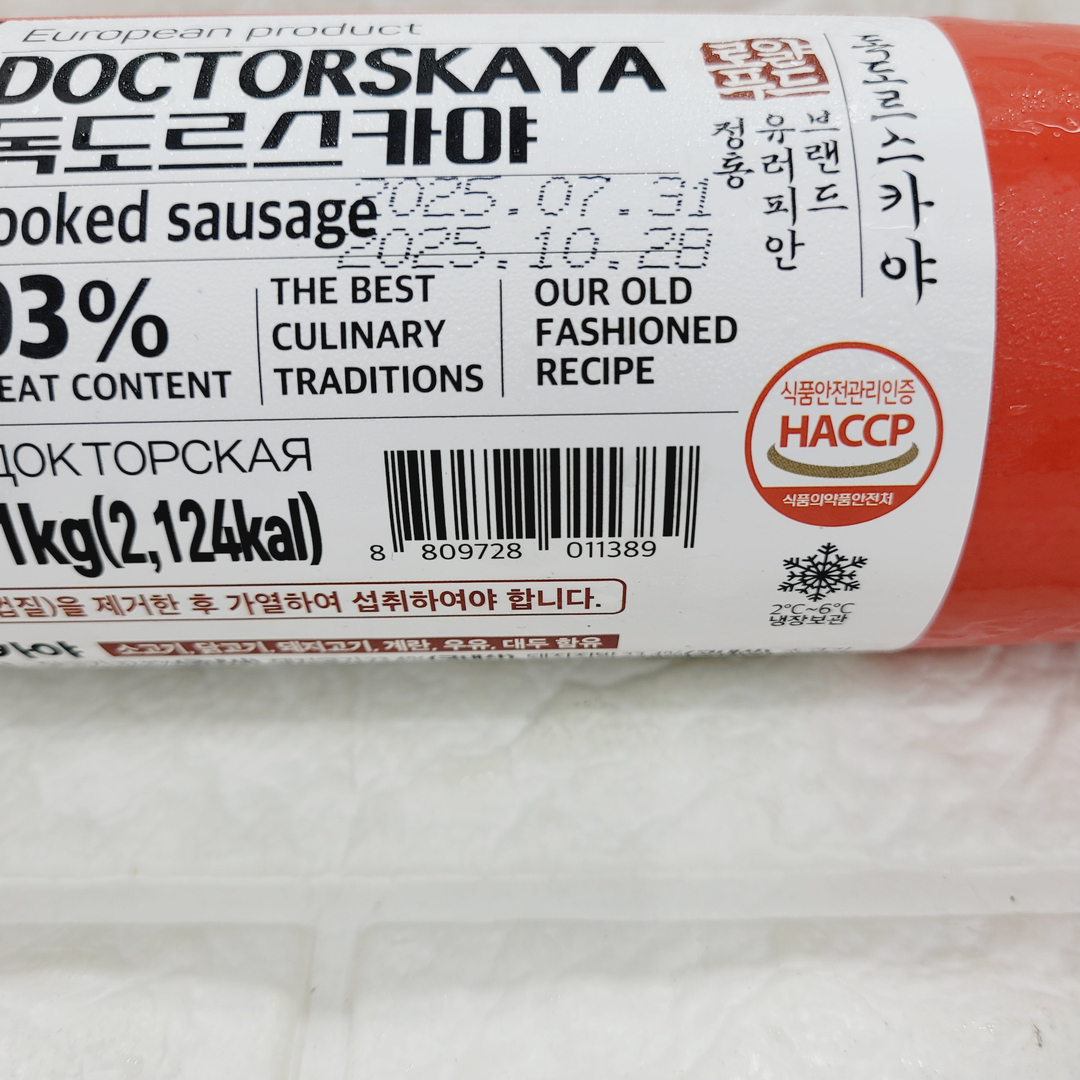 European product
DOCTORSKAYA
독도르스카야
ooked sausage
2025.07.31
2025.10.28
93%
EAT CONTENT
THE BEST
CULINARY
TRADITIONS
OUR OLD
FASHIONED
RECIPE
ДОКТОРСКАЯ
1kg(2,124kal)
8 809728 011389
껍질)을 제거한 후 가열하여 섭취하여야 합니다.
카야
소고기, 닭고기, 돼지고기, 계란, 우유, 대두 함유
로얄
푸드
브랜드
유러피안
정통
독도르스카야
식품안전관리인증
HACCP
식품의약품안전처
2°C~6°C
냉장보관